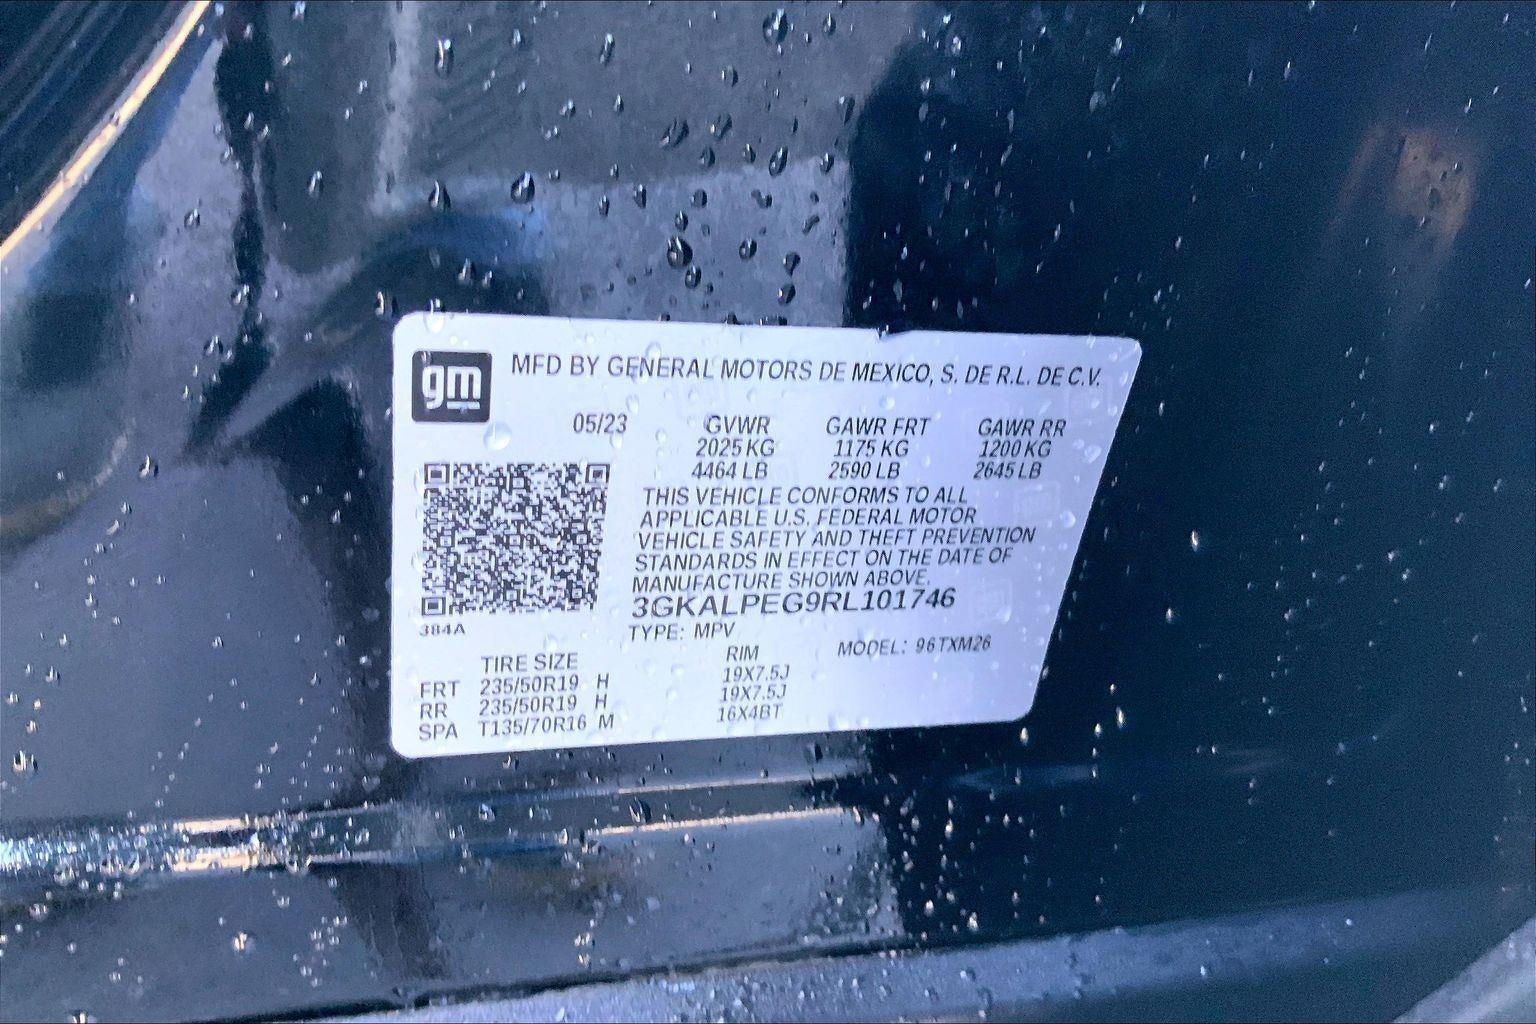 gm
MFD BY GENERAL MOTORS DE MEXICO, S. DE R.L. DE C.V.
05/23 GVWR GAWR FRT GAWR RR
2025 KG 1175 KG 1200 KG
4464 LB 2590 LB 2645 LB
THIS VEHICLE CONFORMS TO ALL
APPLICABLE U.S. FEDERAL MOTOR
VEHICLE SAFETY AND THEFT PREVENTION
STANDARDS IN EFFECT ON THE DATE OF
MANUFACTURE SHOWN ABOVE.
3GKALPEG9RL101746
384A
TYPE: MPV MODEL: 96TXM26
TIRE SIZE RIM
FRT 235/50R19 H 19X7.5J
RR 235/50R19 H 19X7.5J
SPA T135/70R16 M 16X4BT